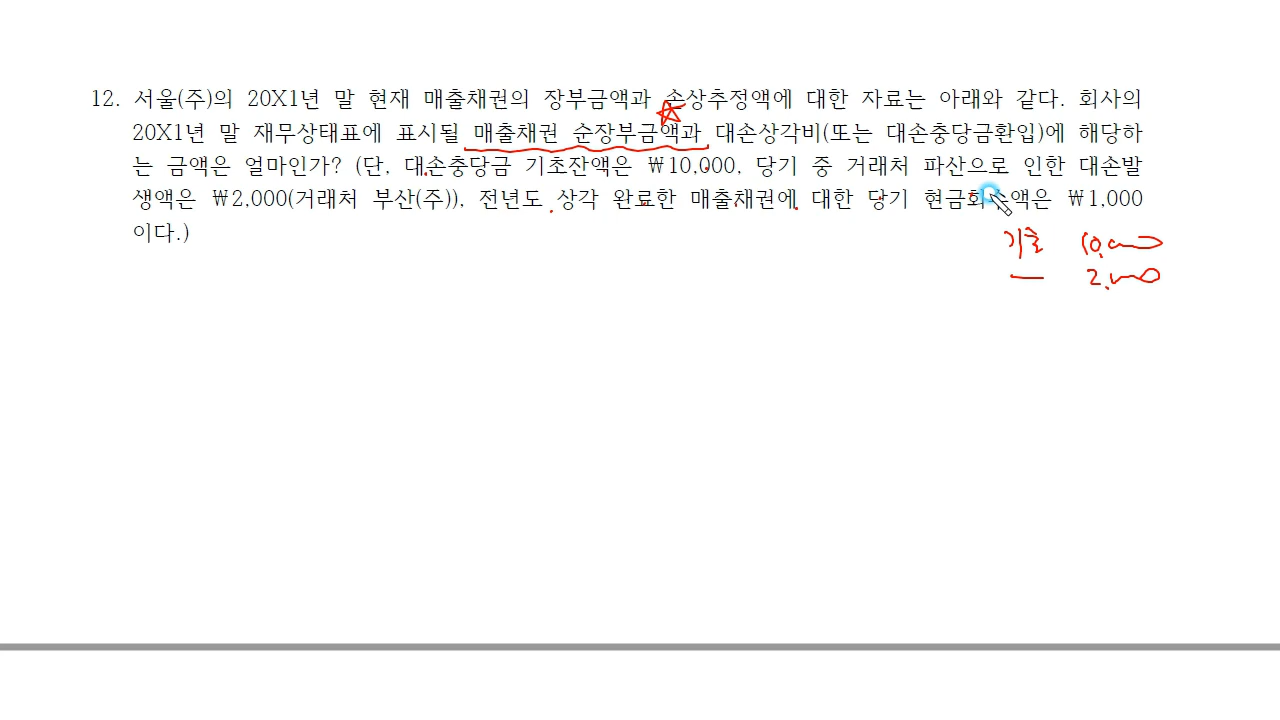 12. 서울(주)의 20X1년 말 현재 매출채권의 장부금액과 손상추정액에 대한 자료는 아래와 같다. 회사의
20X1년 말 재무상태표에 표시될 매출채권 순장부금액과 대손상각비(또는 대손충당금환입)에 해당하
는 금액은 얼마인가? (단, 대손충당금 기초잔액은 ₩10,000, 당기 중 거래처 파산으로 인한 대손발
생액은 ₩2,000(거래처 부산(주)), 전년도 상각 완료한 매출채권에 대한 당기 현금회수액은 ₩1,000
이다.)
기초 10,000
— 2,000